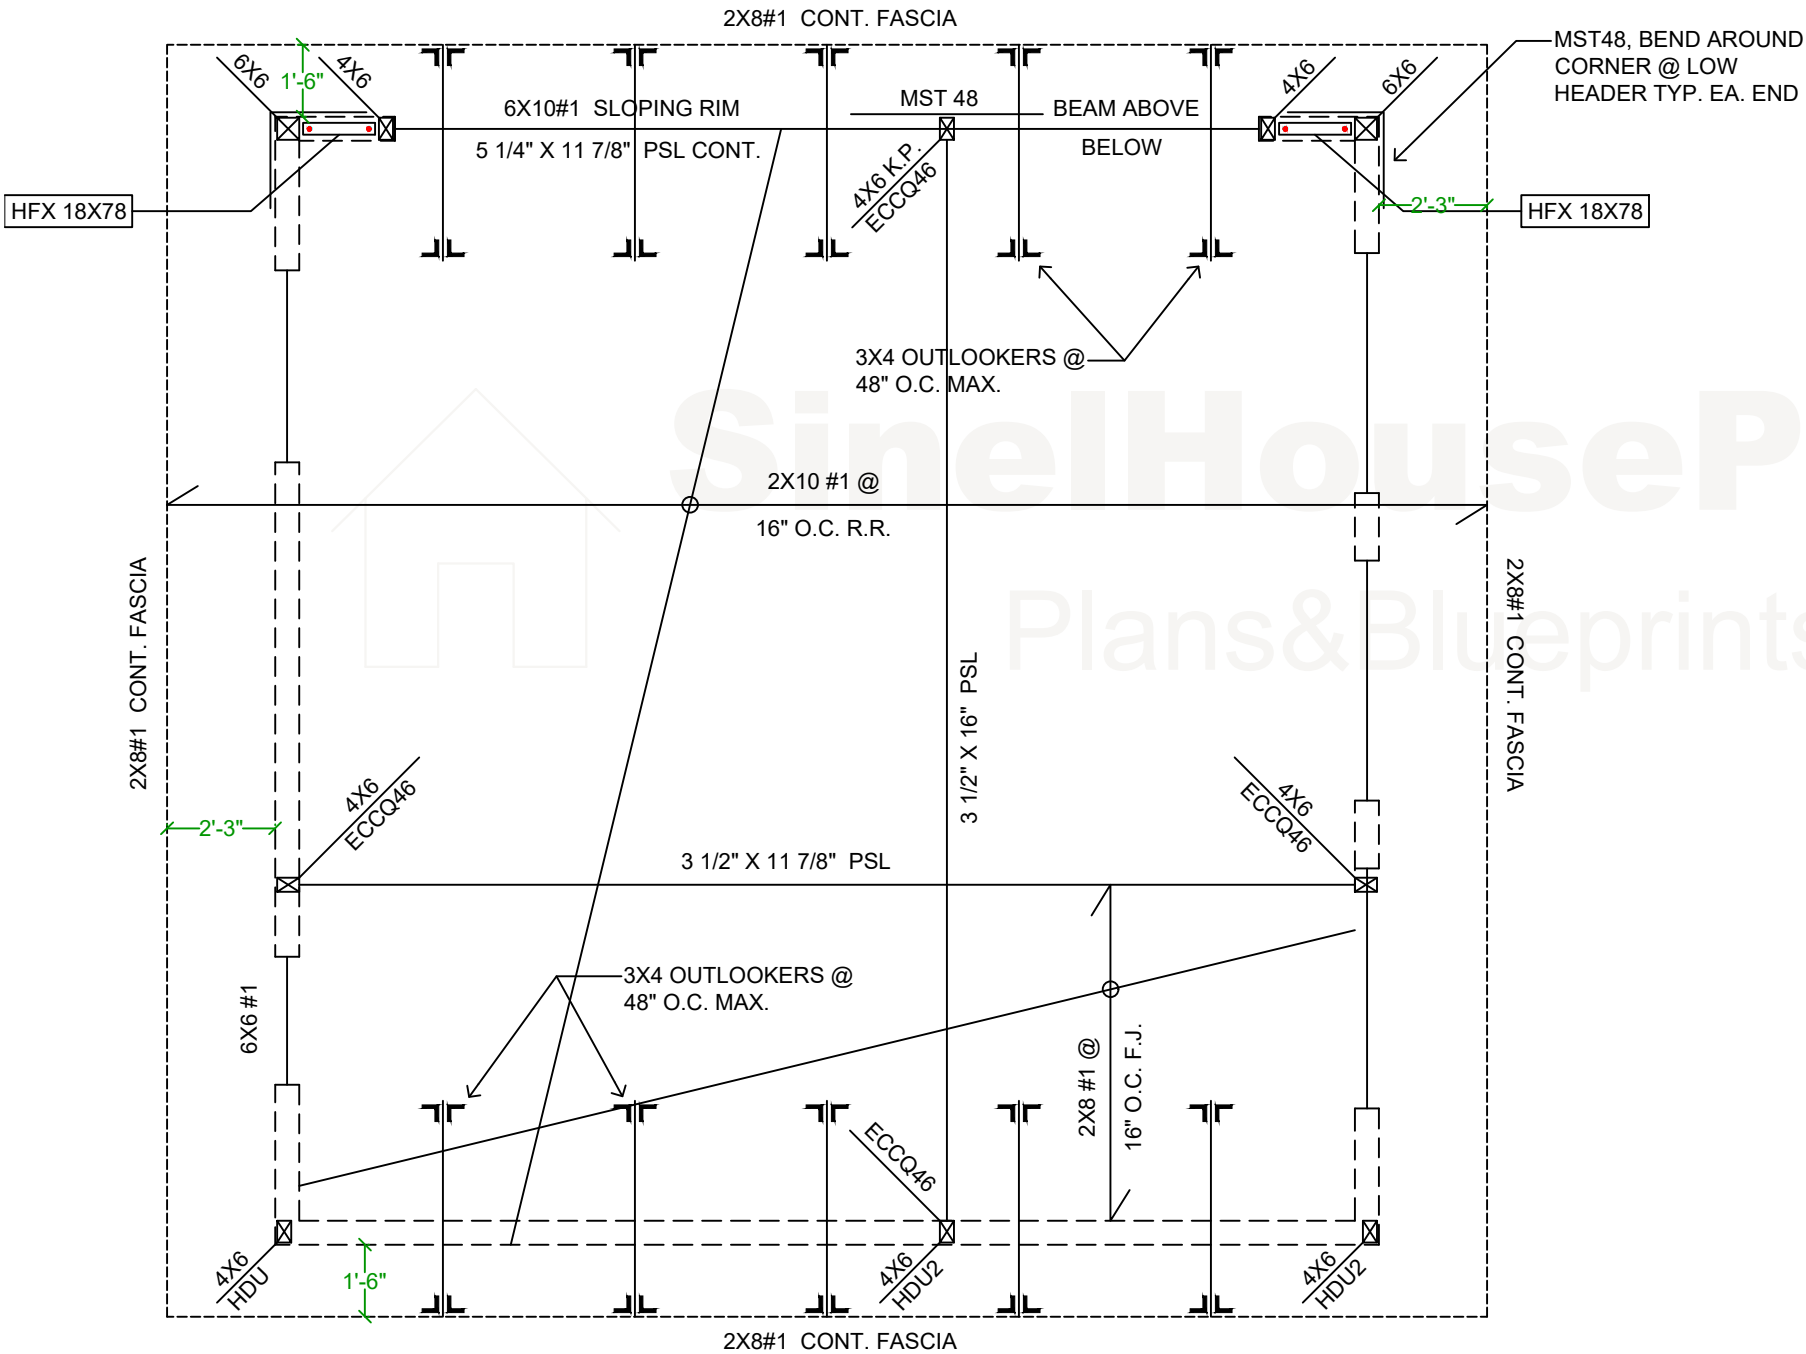 2X8#1 CONT. FASCIA
MST48, BEND AROUND
CORNER @ LOW
HEADER TYP. EA. END
6X6
1'-6"
4X6
6X10#1 SLOPING RIM
MST 48
BEAM ABOVE
4X6
6X6
5 1/4" X 11 7/8" PSL CONT.
BELOW
4X6 K.P.
ECCQ46
HFX 18X78
2'-3"
HFX 18X78
3X4 OUTLOOKERS @
48" O.C. MAX.
SinelHouseP
2X10 #1 @
16" O.C. R.R.
Plans&Blueprints
2X8#1 CONT. FASCIA
2X8#1 CONT. FASCIA
3 1/2" X 16" PSL
4X6
ECCQ46
4X6
ECCQ46
2'-3"
3 1/2" X 11 7/8" PSL
3X4 OUTLOOKERS @
48" O.C. MAX.
6X6 #1
2X8 #1 @
16" O.C. F.J.
ECCQ46
4X6
HDU
1'-6"
4X6
HDU2
4X6
HDU2
2X8#1 CONT. FASCIA